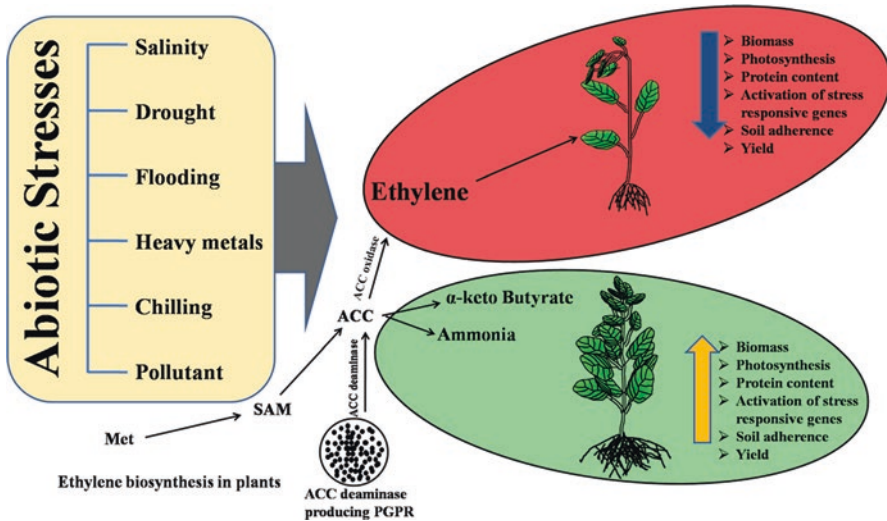 Abiotic Stresses
Salinity
Drought
Flooding
Heavy metals
Chilling
Pollutant
Ethylene
➢ Biomass
➢ Photosynthesis
➢ Protein content
➢ Activation of stress
responsive genes
➢ Soil adherence
➢ Yield
ACC oxidase
ACC
α-keto Butyrate
Ammonia
ACC deaminase
SAM
Met
Ethylene biosynthesis in plants
ACC deaminase
producing PGPR
➢ Biomass
➢ Photosynthesis
➢ Protein content
➢ Activation of stress
responsive genes
➢ Soil adherence
➢ Yield